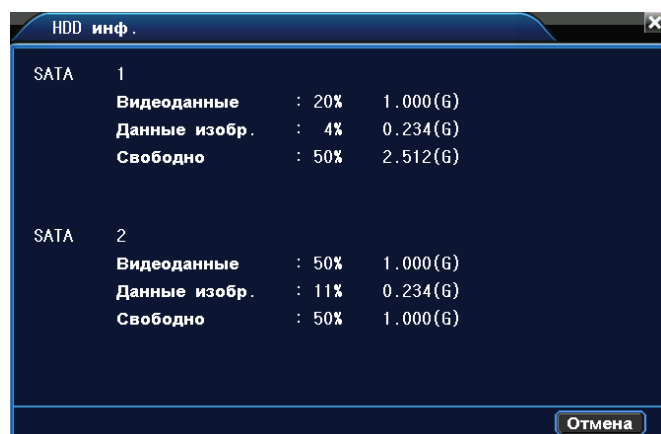 HDD инф.
SATA 1
Видеоданные : 20% 1.000(G)
Данные изобр. : 4% 0.234(G)
Свободно : 50% 2.512(G)
SATA 2
Видеоданные : 50% 1.000(G)
Данные изобр. : 11% 0.234(G)
Свободно : 50% 1.000(G)
Отмена